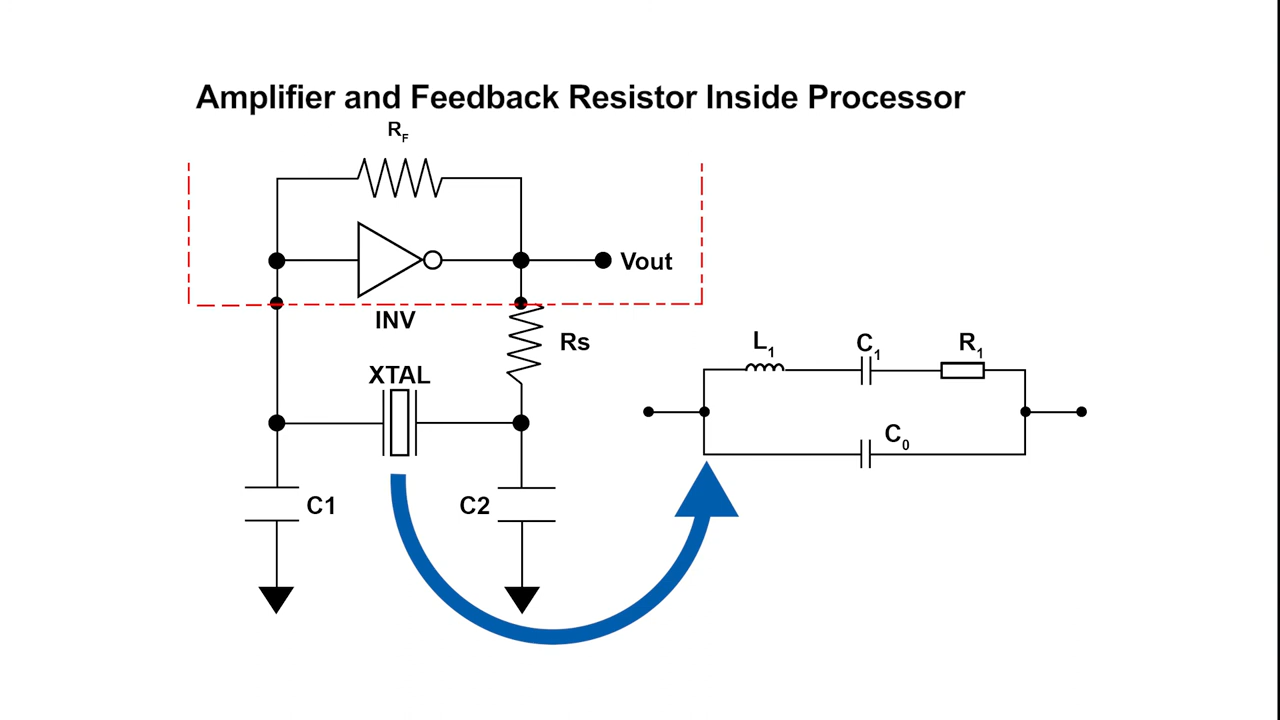 Amplifier and Feedback Resistor Inside Processor
RF
Vout
INV
Rs
XTAL
L1
C1
R1
C0
C1
C2